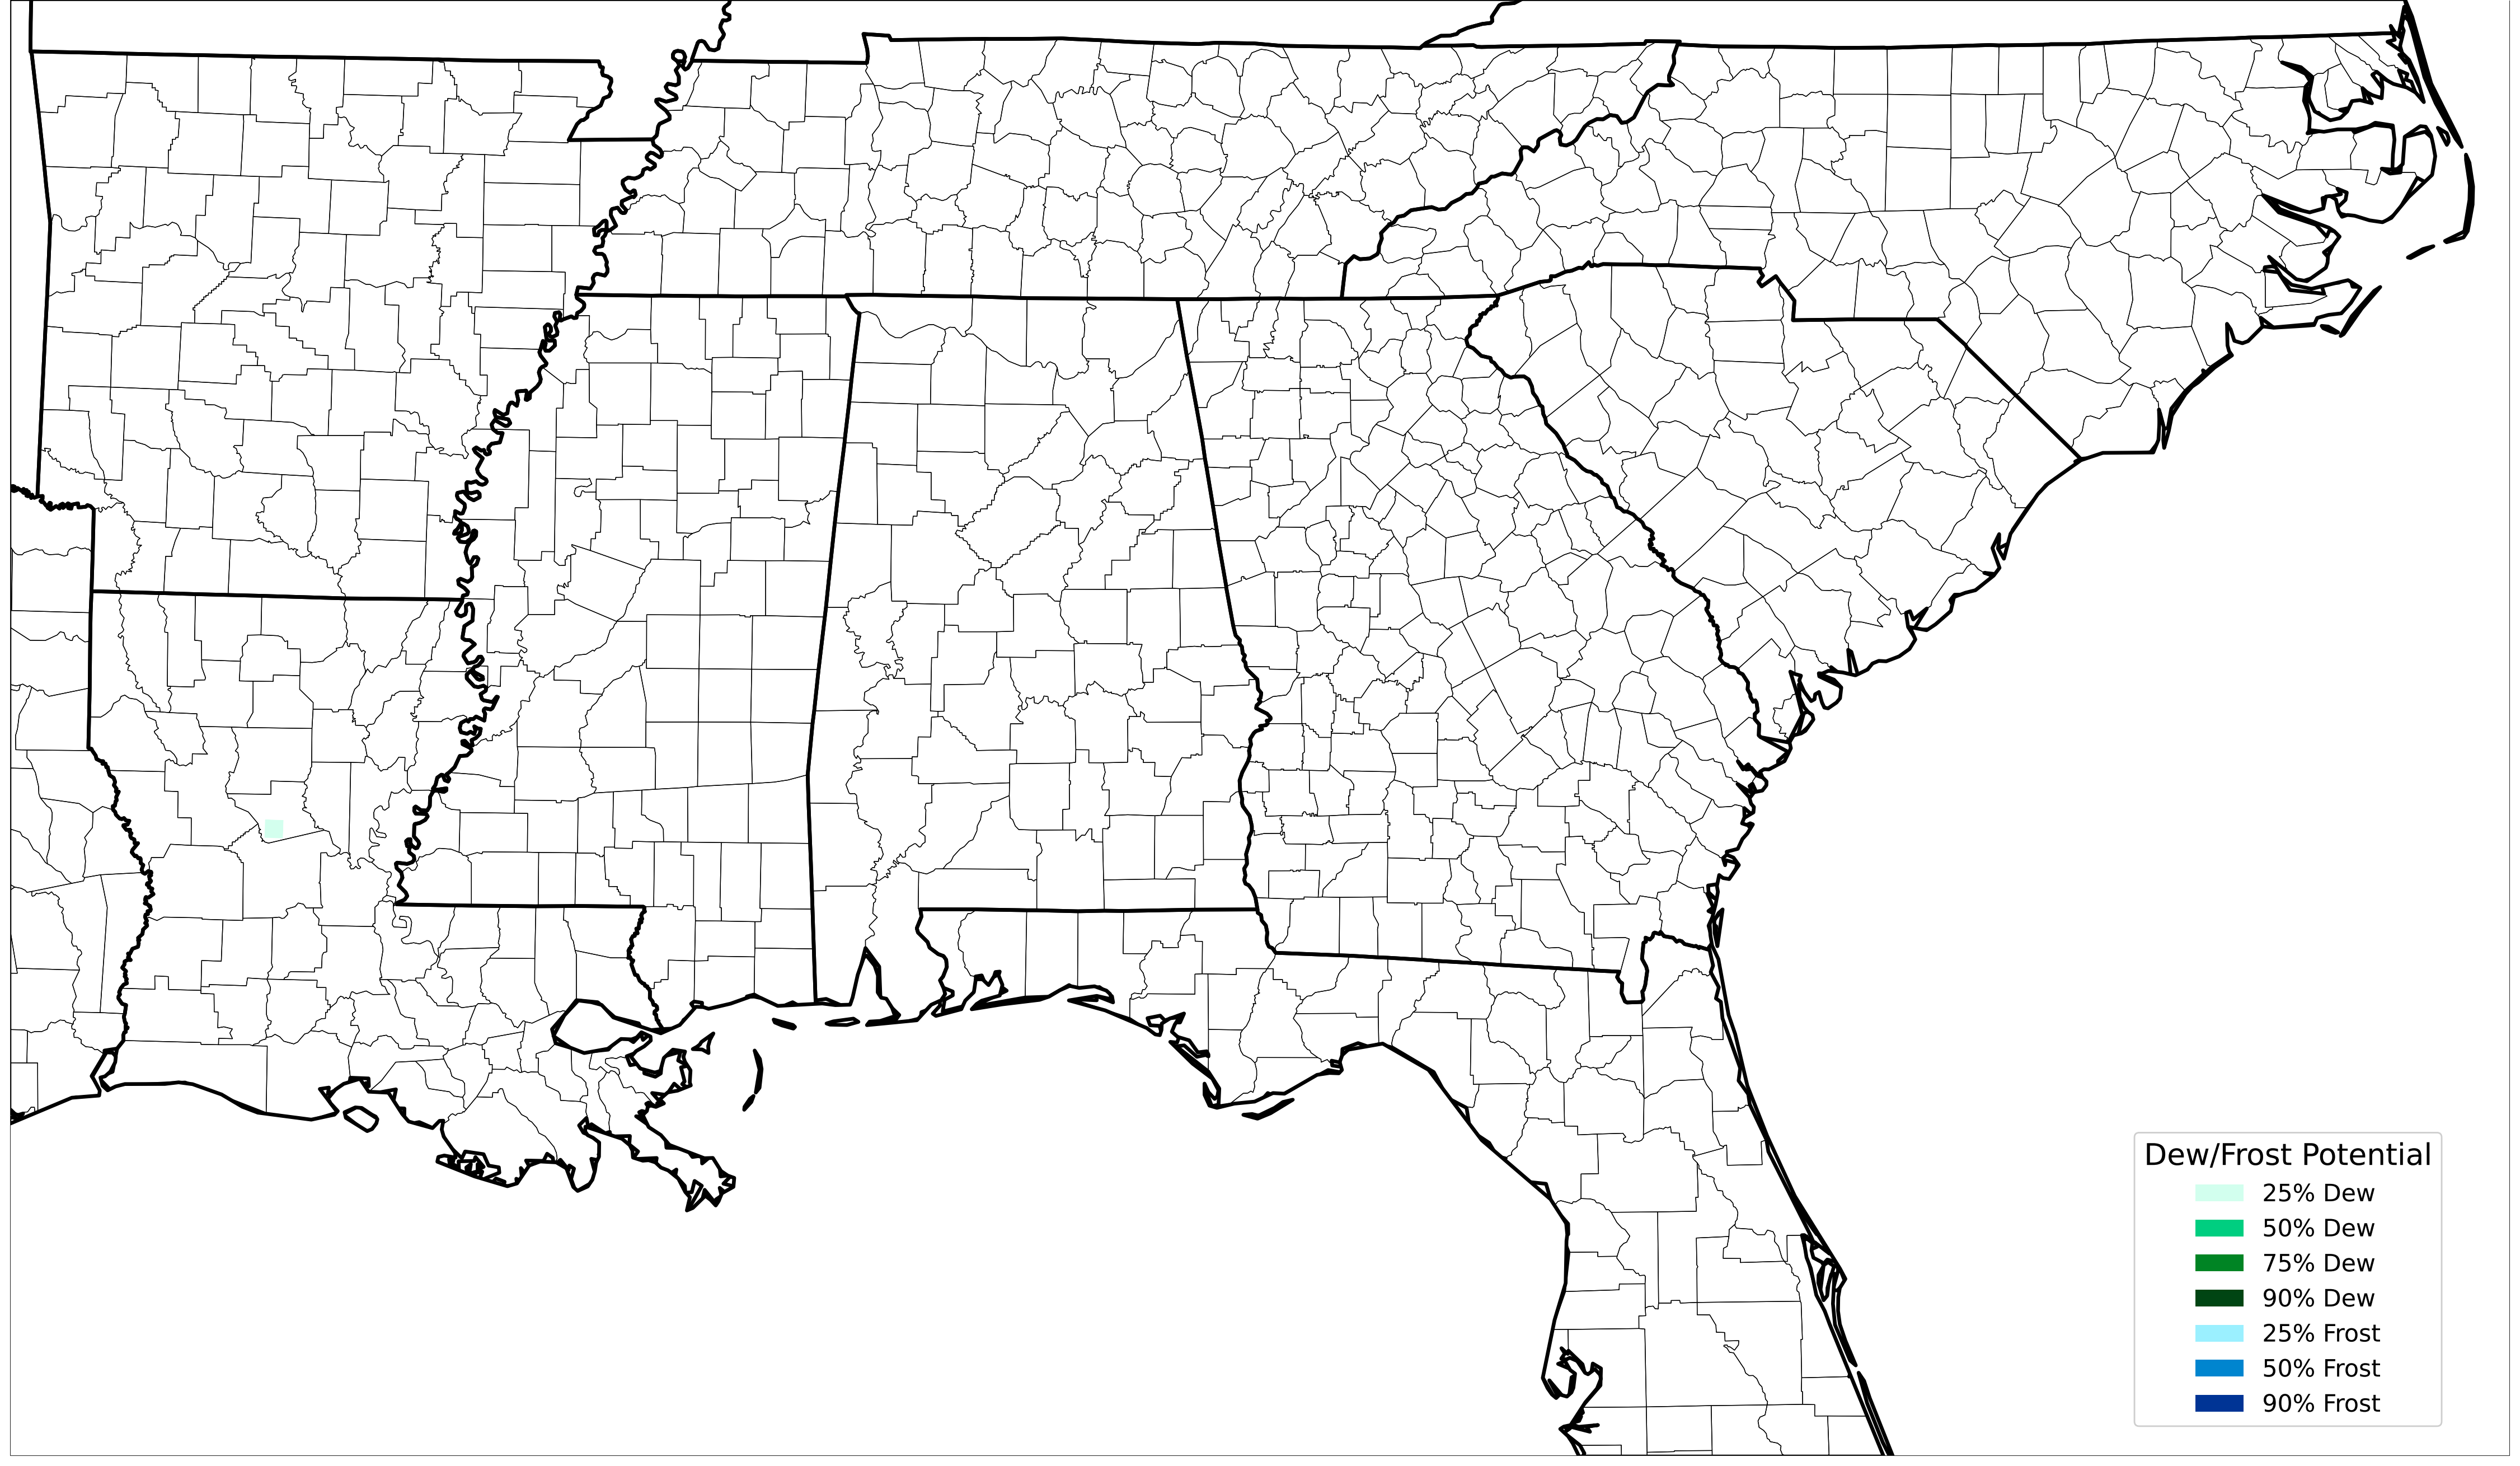 Dew/Frost Potential
25% Dew
50% Dew
75% Dew
90% Dew
25% Frost
50% Frost
90% Frost